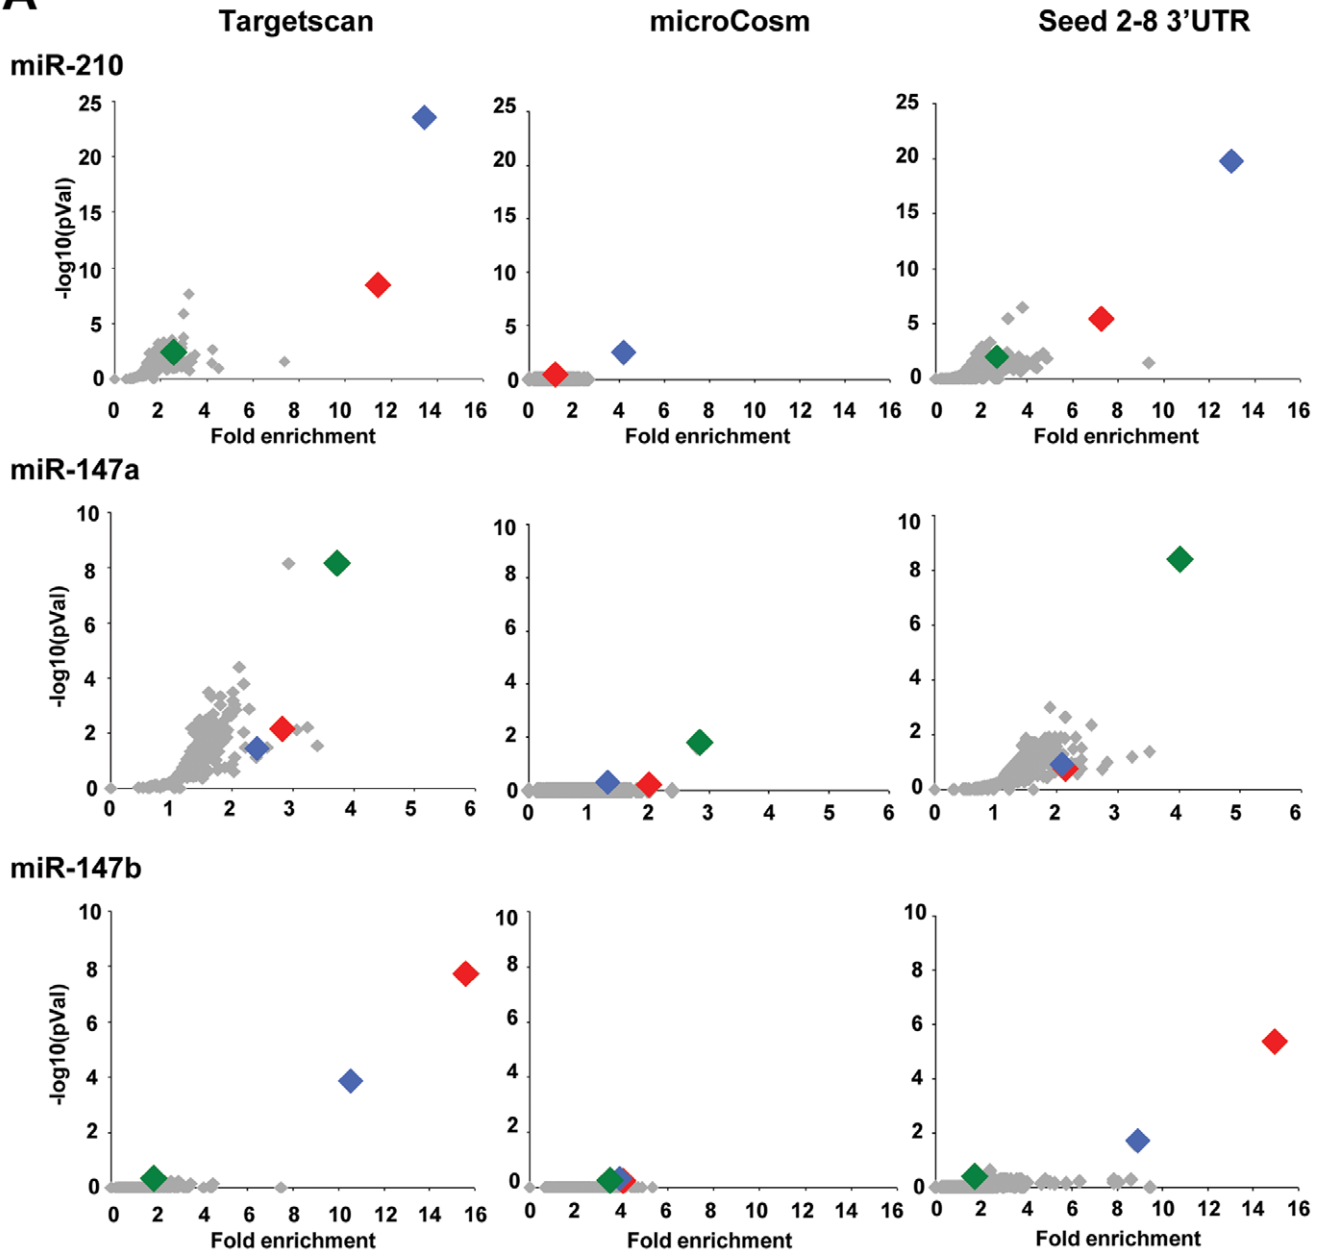 A
Targetscan microCosm Seed 2-8 3'UTR
miR-210
-log10(pVal)
25 20 15 10 5 0
0 2 4 6 8 10 12 14 16
Fold enrichment
25 20 15 10 5 0
0 2 4 6 8 10 12 14 16
Fold enrichment
25 20 15 10 5 0
0 2 4 6 8 10 12 14 16
Fold enrichment
miR-147a
-log10(pVal)
10 8 6 4 2 0
0 1 2 3 4 5 6
10 8 6 4 2 0
0 1 2 3 4 5 6
10 8 6 4 2 0
0 1 2 3 4 5 6
miR-147b
-log10(pVal)
10 8 6 4 2 0
0 2 4 6 8 10 12 14 16
Fold enrichment
10 8 6 4 2 0
0 2 4 6 8 10 12 14 16
Fold enrichment
10 8 6 4 2 0
0 2 4 6 8 10 12 14 16
Fold enrichment